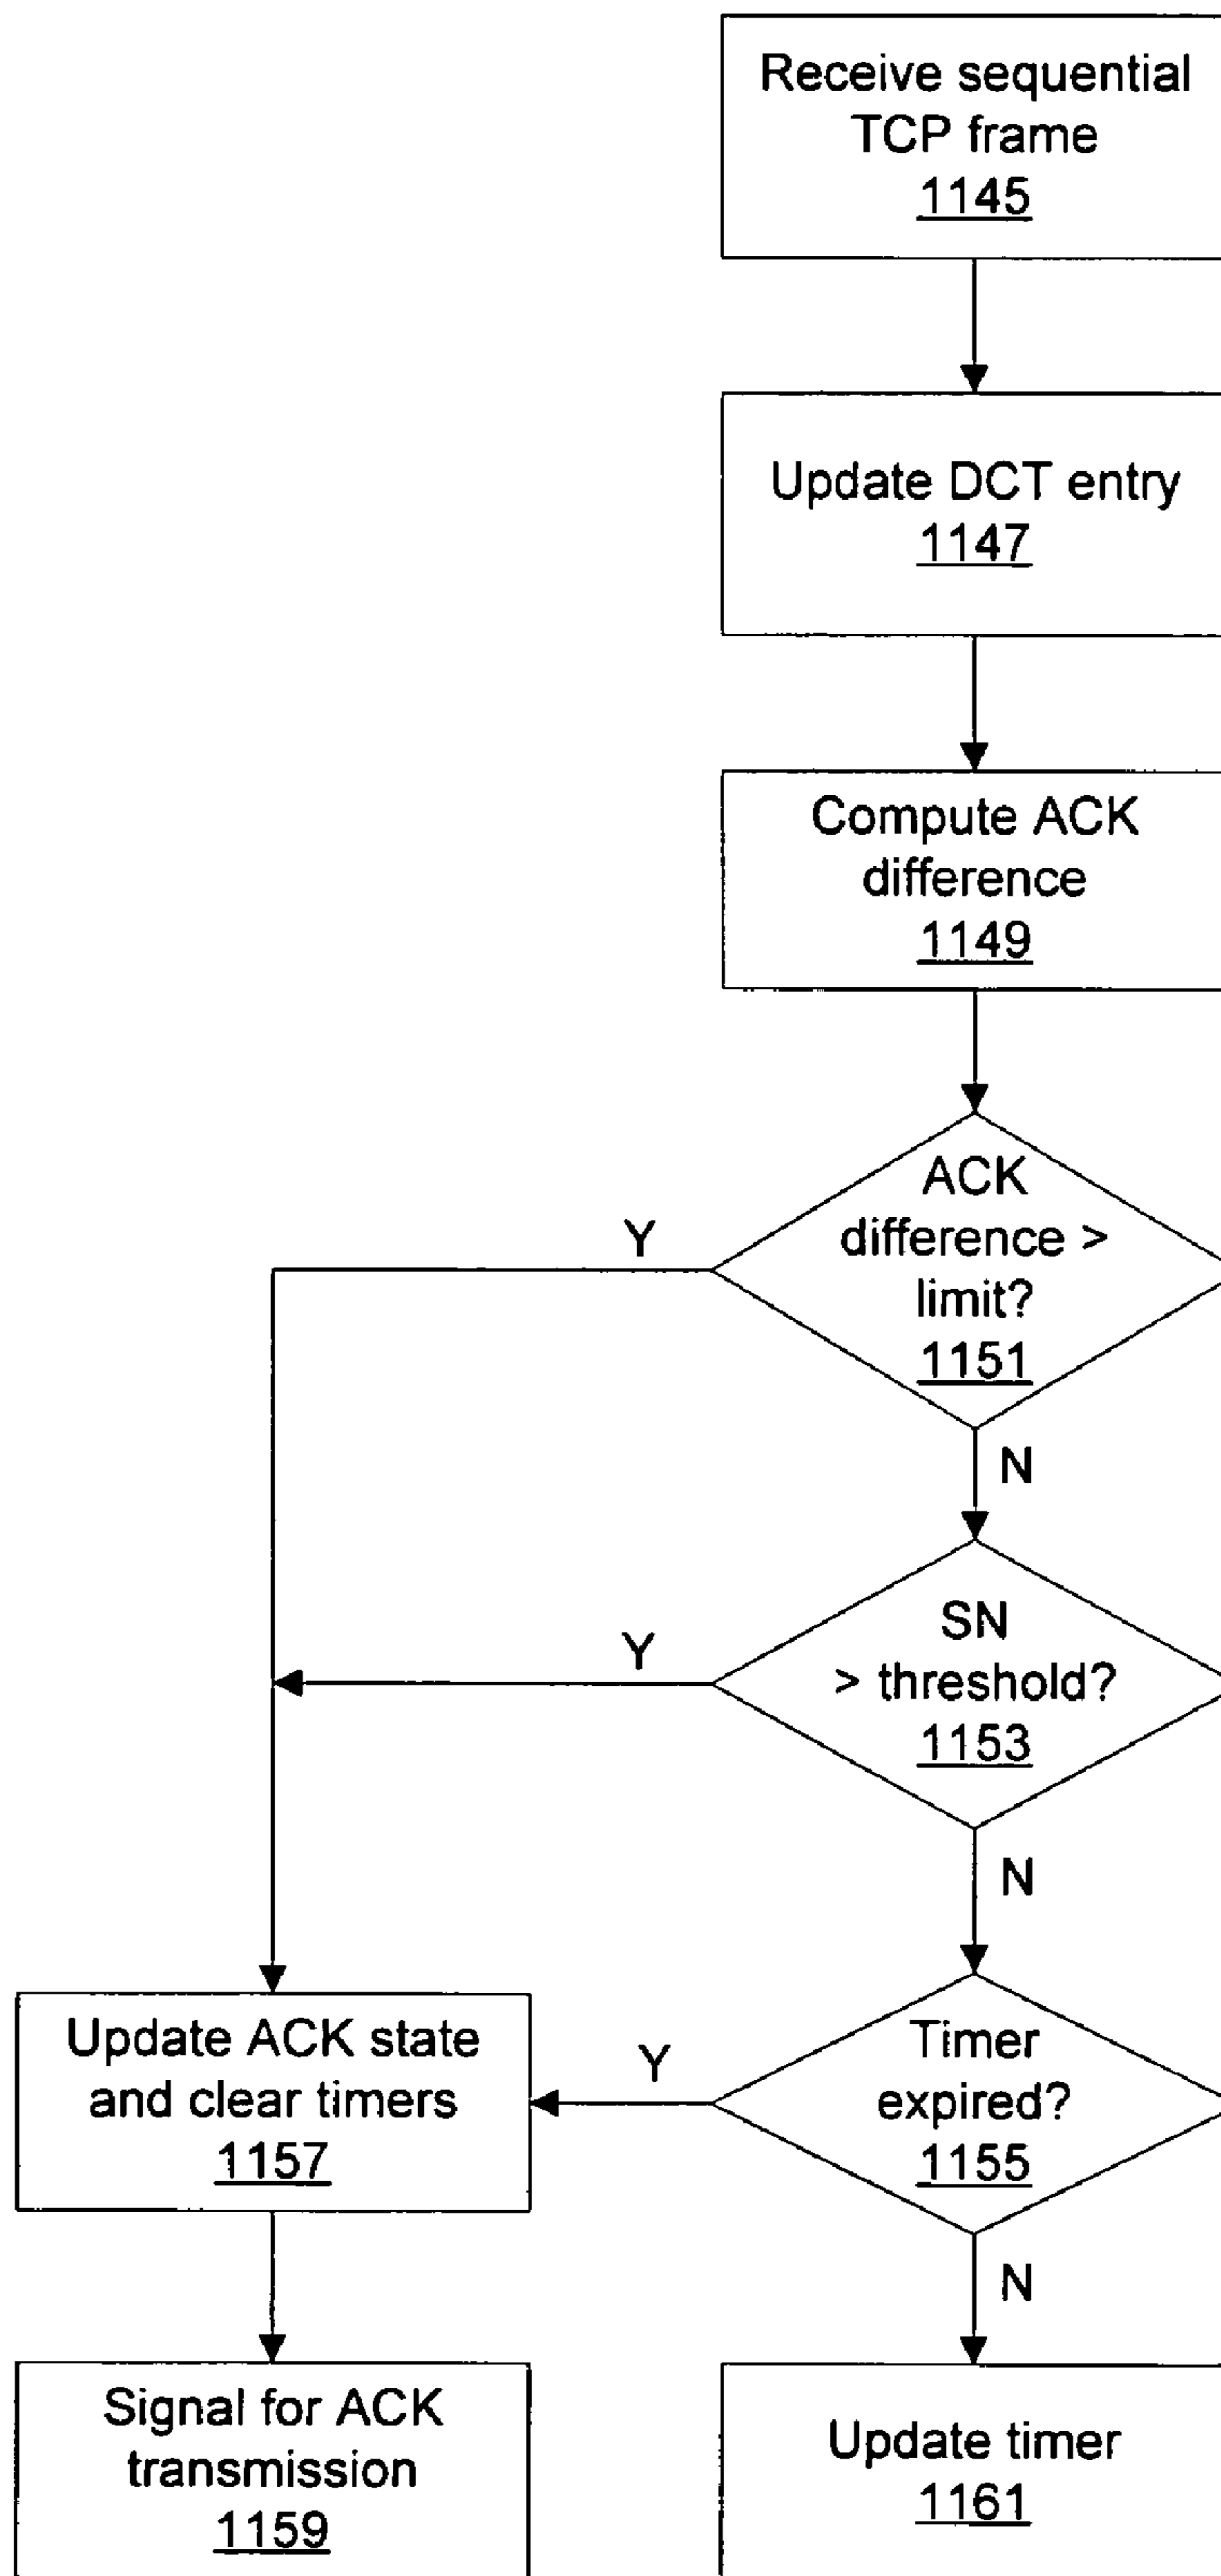 Receive sequential
TCP frame
1145
Update DCT entry
1147
Compute ACK
difference
1149
ACK
difference >
limit?
1151
Y
N
SN
> threshold?
1153
Y
N
Timer
expired?
1155
Y
N
Update ACK state
and clear timers
1157
Signal for ACK
transmission
1159
Update timer
1161